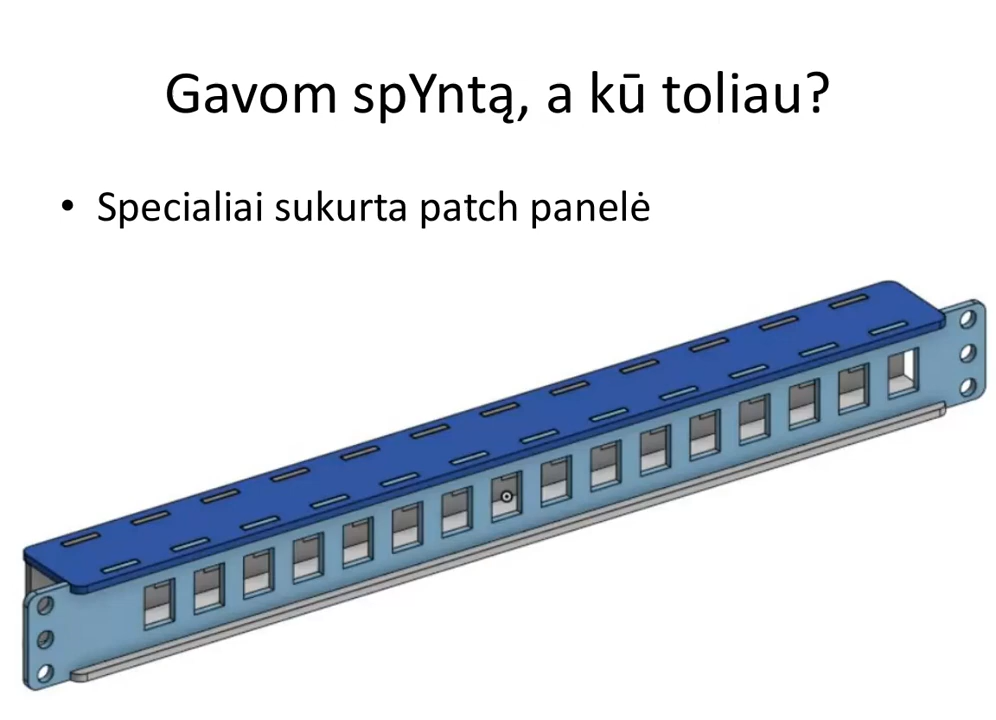 Gavom spYntą, a kū toliau?
• Specialiai sukurta patch panelė